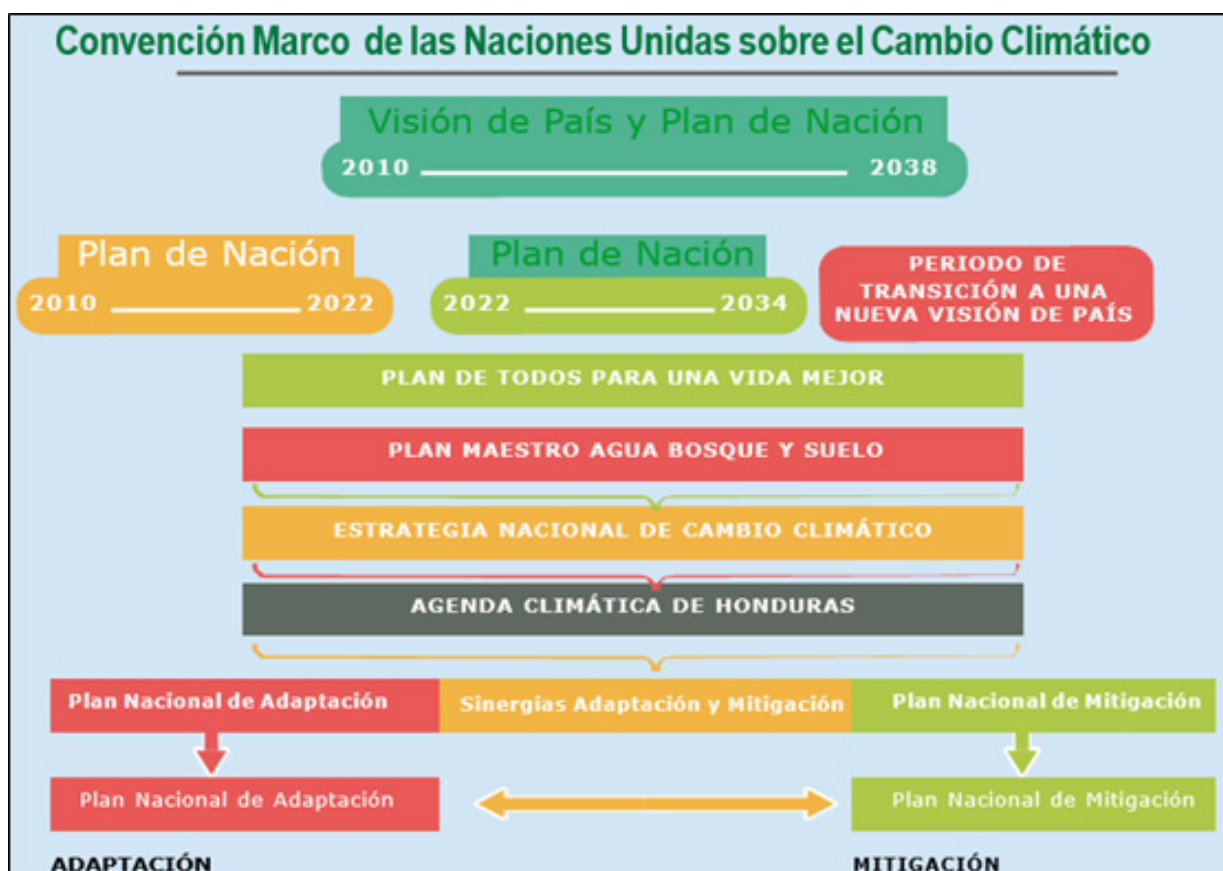 Convención Marco de las Naciones Unidas sobre el Cambio Climático
Visión de País y Plan de Nación
2010 2038
Plan de Nación
2010 2022
Plan de Nación
2022 2034
PERIODO DE
TRANSICIÓN A UNA
NUEVA VISIÓN DE PAÍS
PLAN DE TODOS PARA UNA VIDA MEJOR
PLAN MAESTRO AGUA BOSQUE Y SUELO
ESTRATEGIA NACIONAL DE CAMBIO CLIMÁTICO
AGENDA CLIMÁTICA DE HONDURAS
Plan Nacional de Adaptación
Sinergias Adaptación y Mitigación
Plan Nacional de Mitigación
Plan Nacional de Adaptación
Plan Nacional de Mitigación
ADAPTACIÓN
MITIGACIÓN